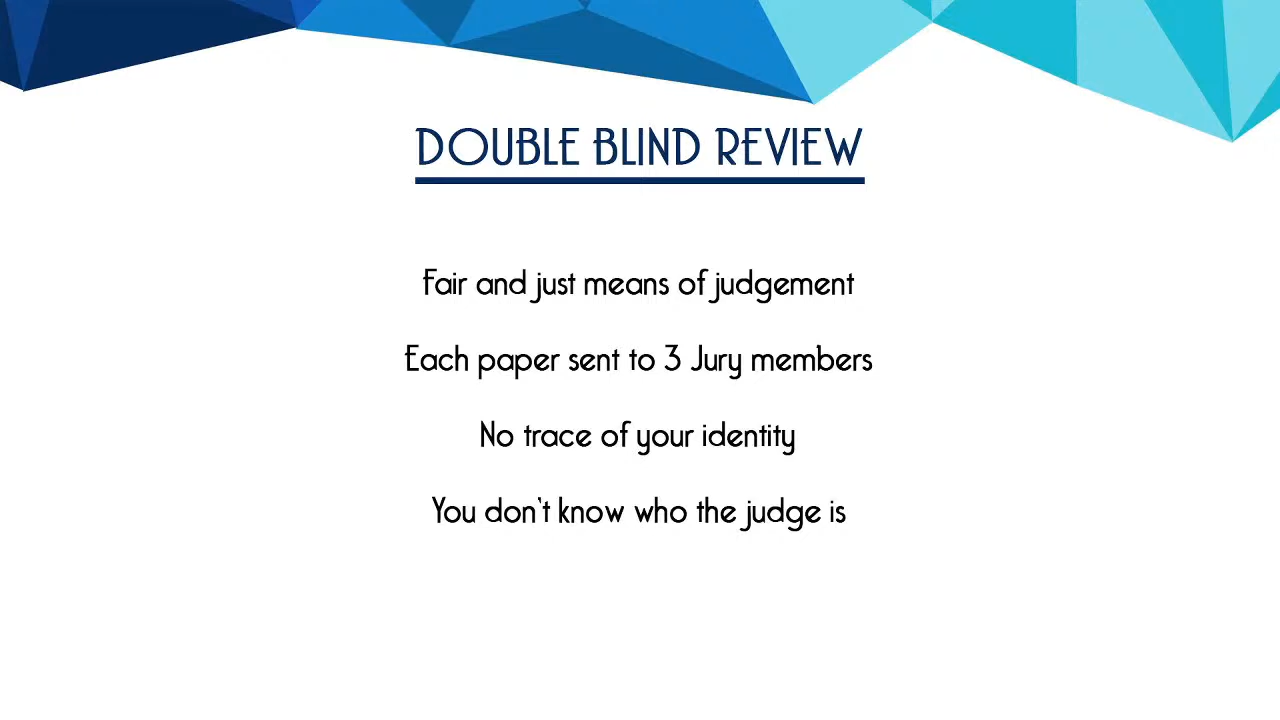 DOUBLE BLIND REVIEW
Fair and just means of judgement
Each paper sent to 3 Jury members
No trace of your identity
You don't know who the judge is